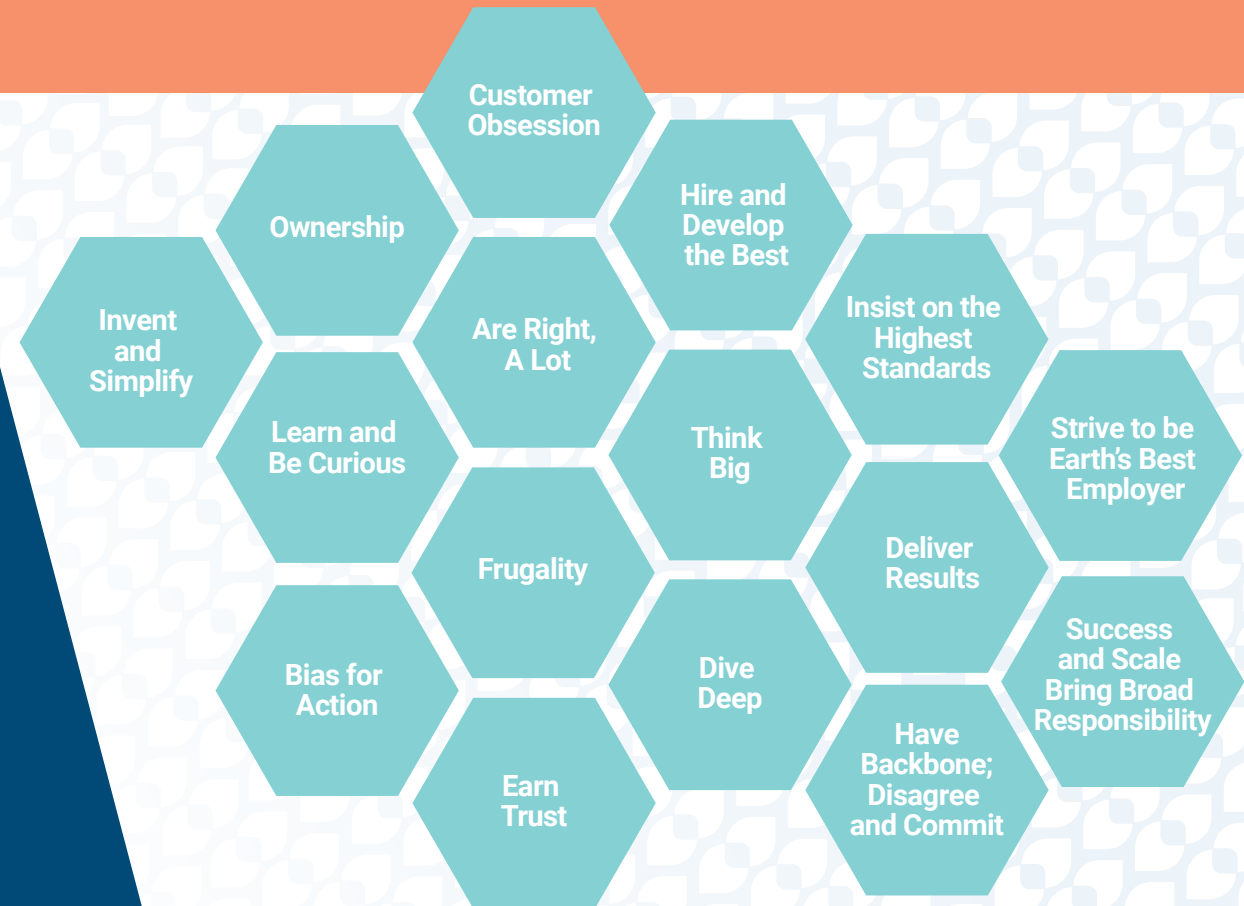 Customer
Obsession
Hire and
Develop
the Best
Ownership
Insist on the
Highest
Standards
Invent
and
Simplify
Are Right,
A Lot
Learn and
Be Curious
Think
Big
Strive to be
Earth's Best
Employer
Frugality
Deliver
Results
Bias for
Action
Dive
Deep
Success
and Scale
Bring Broad
Responsibility
Earn
Trust
Have
Backbone;
Disagree
and Commit